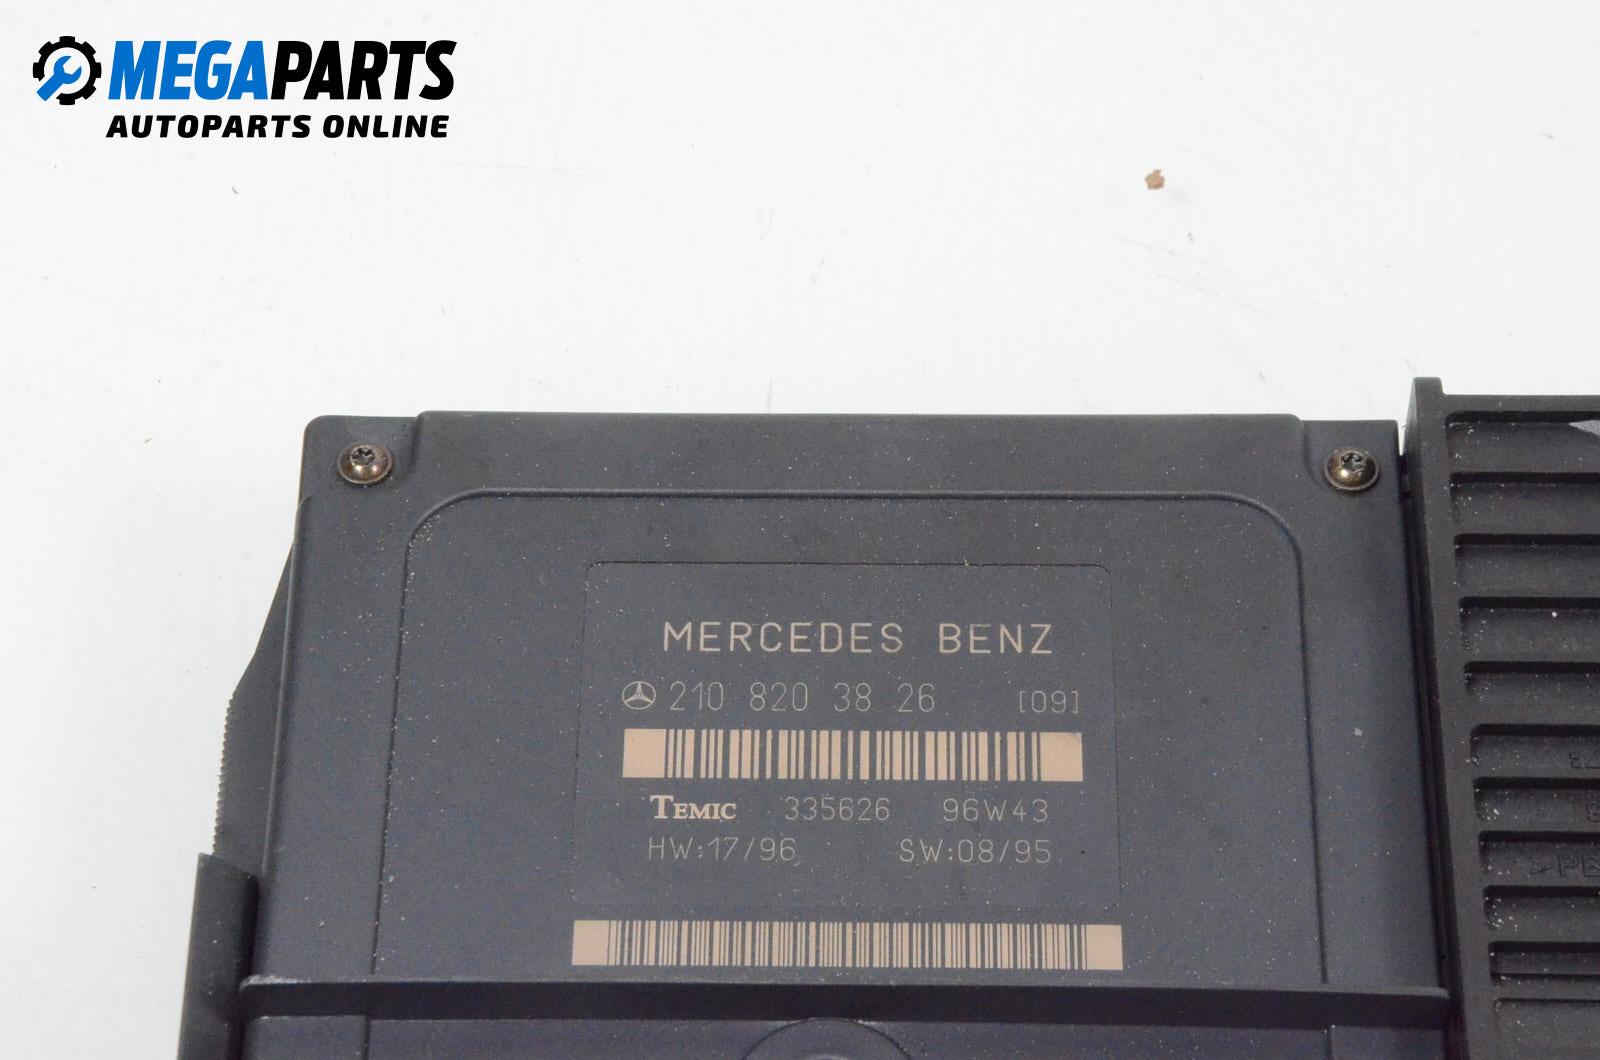 MEGAPARTS
AUTOPARTS ONLINE
MERCEDES BENZ
210 820 38 26 [09]
TEMIC 335626 96W43
HW:17/96 SW:08/95